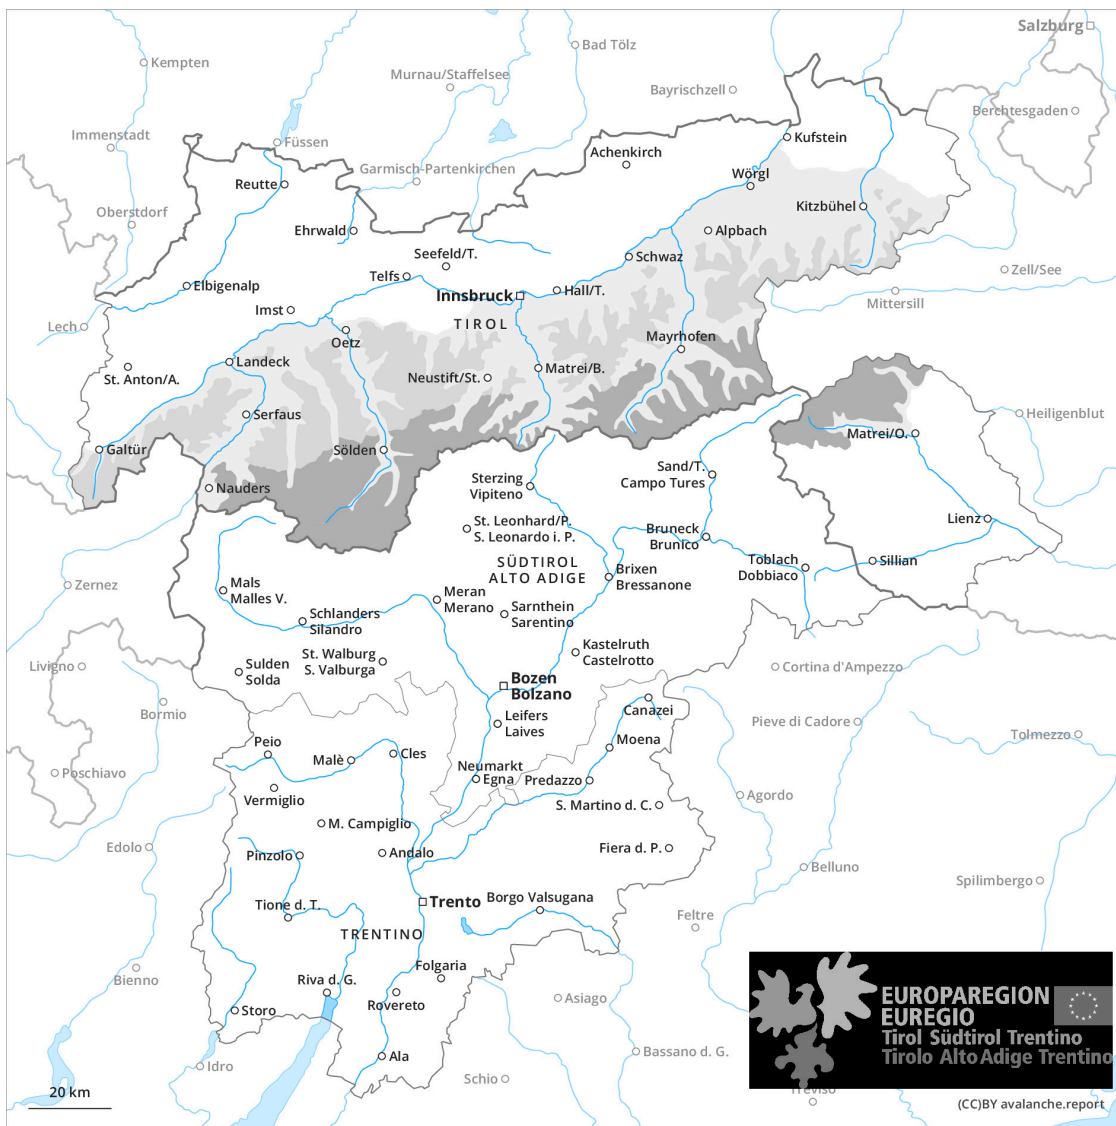 Salzburg
Bad Tölz
Kempten
Murnau/Staffelsee
Bayrischzell
Berchtesgaden
Immenstadt
Füssen
Kufstein
Achenkirch
Garmisch-Partenkirchen
Wörgl
Reutte
Kitzbühel
Oberstdorf
Ehrwald
Alpbach
Seefeld/T.
Schwaz
Zell/See
Telfs
Elbigenalp
Hall/T.
Innsbruck
Mittersill
Imst
TIROL
Lech
Oetz
Mayrhofen
Landeck
Matrei/B.
St. Anton/A.
Neustift/St.
Serfaus
Heiligenblut
Matrei/O.
Galtür
Sölden
Sand/T.
Campo Tures
Sterzing
Vipiteno
Nauders
Lienz
St. Leonhard/P.
S. Leonardo i. P.
Bruneck
Brunico
SÜDTIROL
ALTO ADIGE
Toblach
Dobbiaco
Sillian
Brixen
Bressanone
Zernez
Mals
Malles V.
Meran
Merano
Sarnthein
Sarentino
Schlanders
Silandro
Kastelruth
Castelrotto
St. Walburg
S. Valburga
Livigno
Sulden
Solda
Cortina d'Ampezzo
Bozen
Bolzano
Canazei
Bormio
Leifers
Laives
Pieve di Cadore
Tolmezzo
Moena
Peio
Cles
Malè
Neumarkt
Egna
Predazzo
Poschiavo
Vermiglio
Agordo
S. Martino d. C.
M. Campiglio
Edolo
Fiera d. P.
Pinzolo
Andalo
Belluno
Spilimbergo
Borgo Valsugana
Trento
Tione d. T.
Feltre
TRENTINO
Folgaria
Bienno
Riva d. G.
Asiago
Rovereto
Storo
EUROPAREGION
EUREGIO
Tirol Südtirol Trentino
Tirolo Alto Adige Trentino
Ala
Bassano d. G.
Idro
Schio
Treviso
20 km
(CC)BY avalanche.report